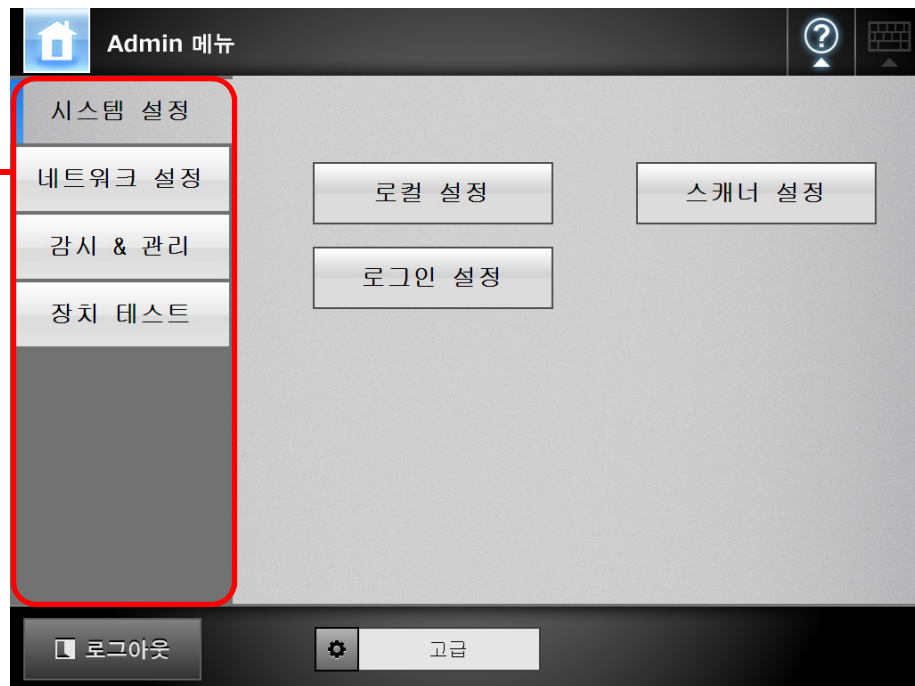 Admin 메뉴
?
시스템 설정
네트워크 설정
감시 & 관리
장치 테스트
로컬 설정
스캐너 설정
로그인 설정
로그아웃
고급